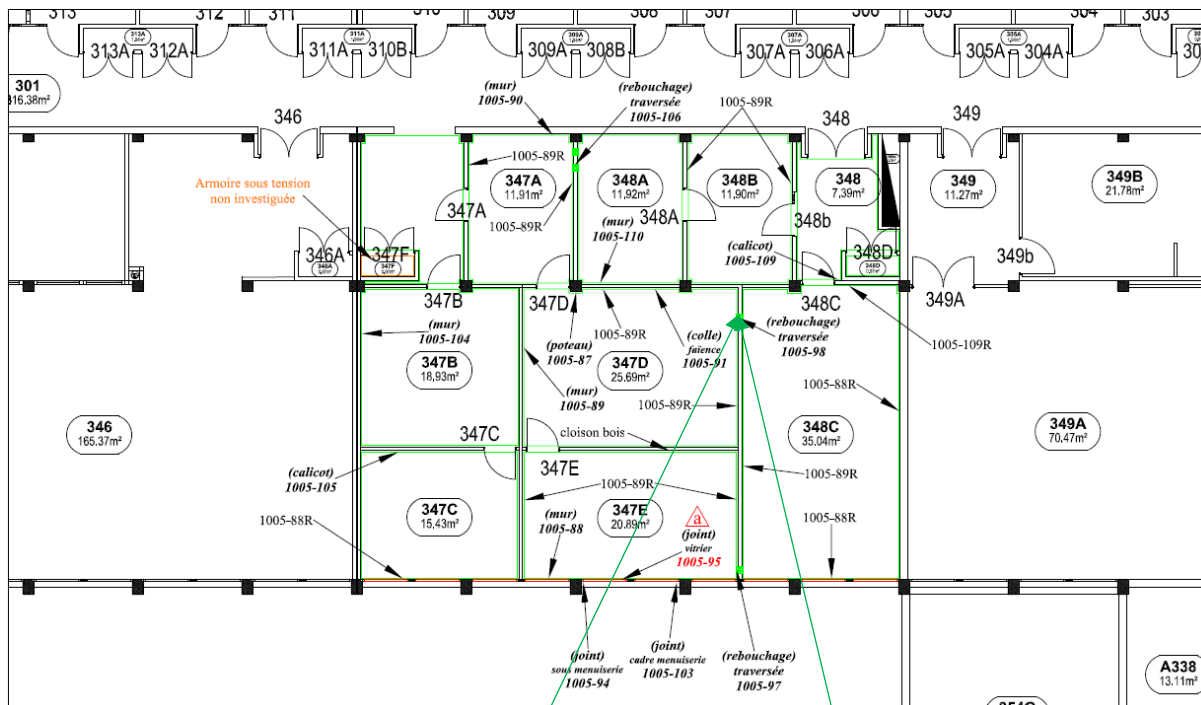 313
312
311
310
309
308
307
306
305
304
303
313A
313A
312A
311A
311A
310B
309A
309A
308B
307A
307A
306A
305A
305A
304A
301
316.38m²
346
(mur)
1005-90
(rebouchage)
traversée
1005-106
1005-89R
348
349
Armoire sous tension
non investiguée
1005-89R
347A
11.91m²
348A
11,92m²
348B
11,90m²
348
7,39m²
349
11.27m²
349B
21.78m²
347A
1005-89R
348A
348b
(mur)
1005-110
346A
347F
347F
(calicot)
1005-109
348D
348D
349b
347B
347D
348C
349A
(mur)
1005-104
1005-89R
(poteau)
1005-87
(colle)
faïence
1005-91
(rebouchage)
traversée
1005-98
1005-109R
347B
18,93m²
347D
25.69m²
(mur)
1005-89
1005-88R
1005-89R
346
165.37m²
347C
cloison bois
348C
35.04m²
349A
70,47m²
347E
(calicot)
1005-105
1005-89R
347C
15,43m²
(mur)
1005-88
347E
20.89m²
a
(joint)
vitrier
1005-95
1005-88R
1005-88R
(joint)
sous menuiserie
1005-94
(joint)
cadre menuiserie
1005-103
(rebouchage)
traversée
1005-97
A338
13.11m²